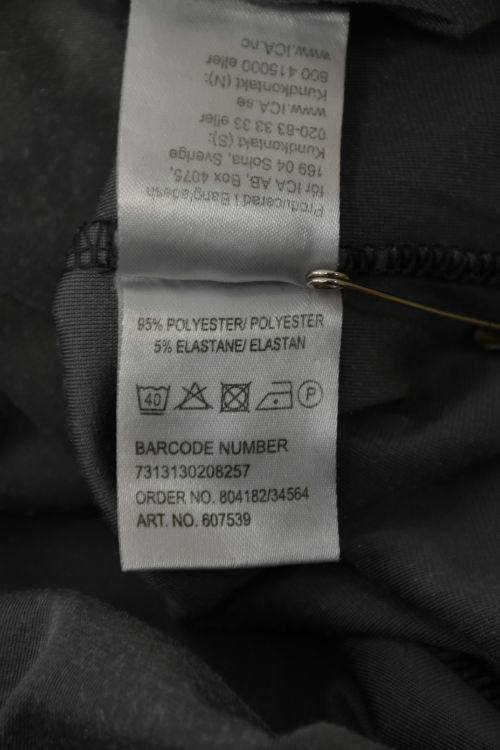 Producerad i Bangladesh
för ICA AB, Box 4075,
169 04 Solna, Sverige
Kundkontakt (S):
020-83 33 33 eller
www.ICA.se
Kundkontakt (N):
800 415000 eller
www.ICA.no
95% POLYESTER/ POLYESTER
5% ELASTANE/ ELASTAN
40 P
BARCODE NUMBER
7313130208257
ORDER NO. 804182/34564
ART. NO. 607539